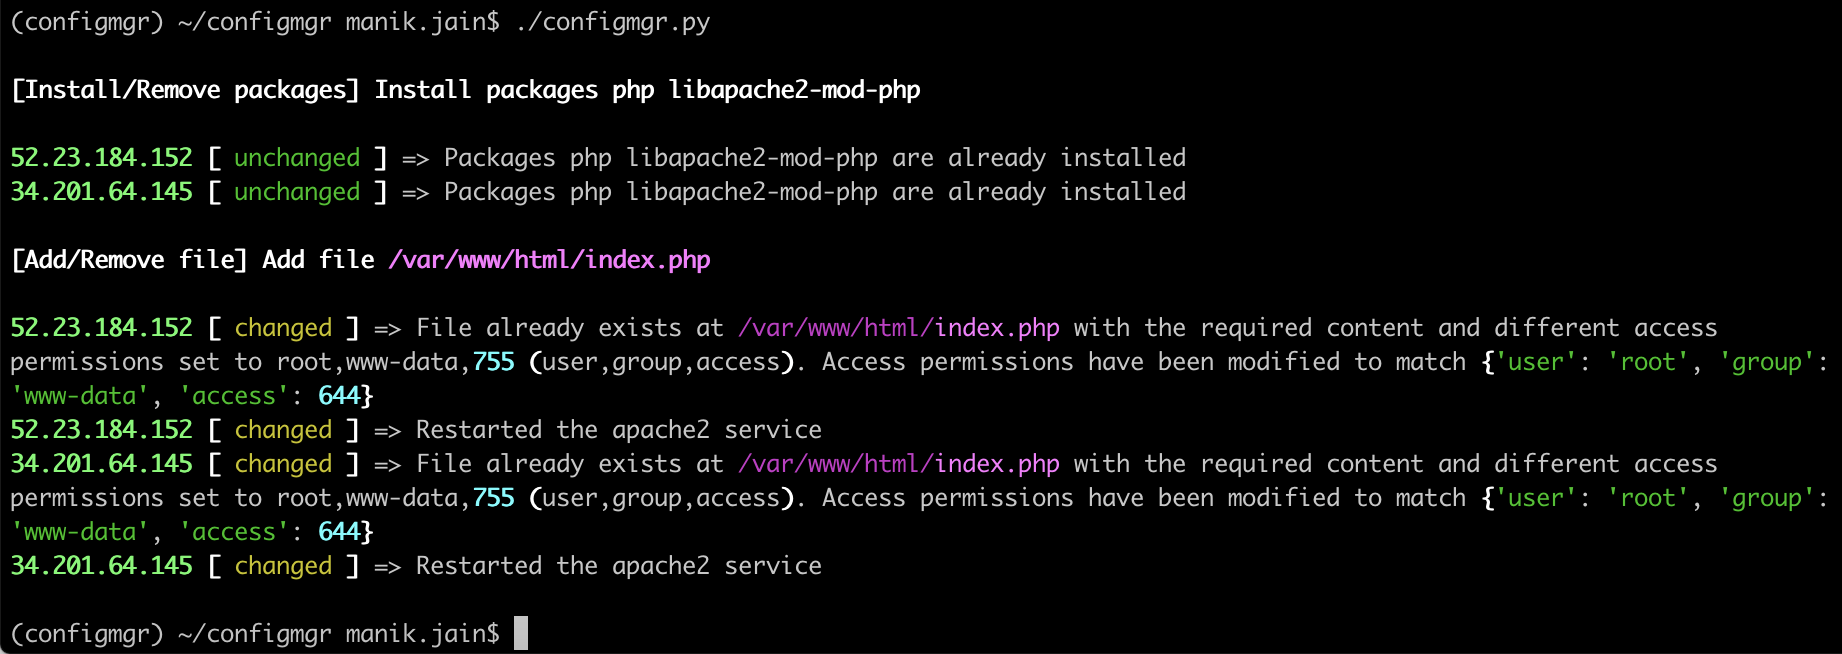 (configmgr) ~/configmgr manik.jain$ ./configmgr.py
[Install/Remove packages] Install packages php libapache2-mod-php
52.23.184.152 [ unchanged ] => Packages php libapache2-mod-php are already installed
34.201.64.145 [ unchanged ] => Packages php libapache2-mod-php are already installed
[Add/Remove file] Add file /var/www/html/index.php
52.23.184.152 [ changed ] => File already exists at /var/www/html/index.php with the required content and different access
permissions set to root,www-data,755 (user,group,access). Access permissions have been modified to match {'user': 'root', 'group':
'www-data', 'access': 644}
52.23.184.152 [ changed ] => Restarted the apache2 service
34.201.64.145 [ changed ] => File already exists at /var/www/html/index.php with the required content and different access
permissions set to root,www-data,755 (user,group,access). Access permissions have been modified to match {'user': 'root', 'group':
'www-data', 'access': 644}
34.201.64.145 [ changed ] => Restarted the apache2 service
(configmgr) ~/configmgr manik.jain$